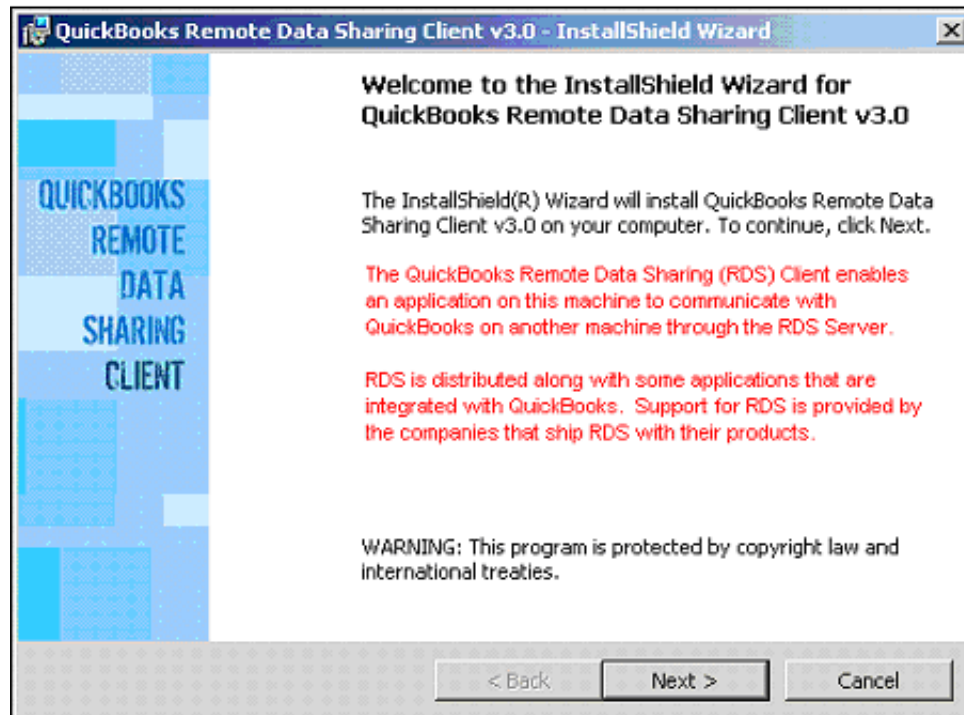 QuickBooks Remote Data Sharing Client v3.0 - InstallShield Wizard
Welcome to the InstallShield Wizard for
QuickBooks Remote Data Sharing Client v3.0
QUICKBOOKS
REMOTE
DATA
SHARING
CLIENT
The InstallShield(R) Wizard will install QuickBooks Remote Data
Sharing Client v3.0 on your computer. To continue, click Next.
The QuickBooks Remote Data Sharing (RDS) Client enables
an application on this machine to communicate with
QuickBooks on another machine through the RDS Server.
RDS is distributed along with some applications that are
integrated with QuickBooks. Support for RDS is provided by
the companies that ship RDS with their products.
WARNING: This program is protected by copyright law and
international treaties.
< Back
Next >
Cancel